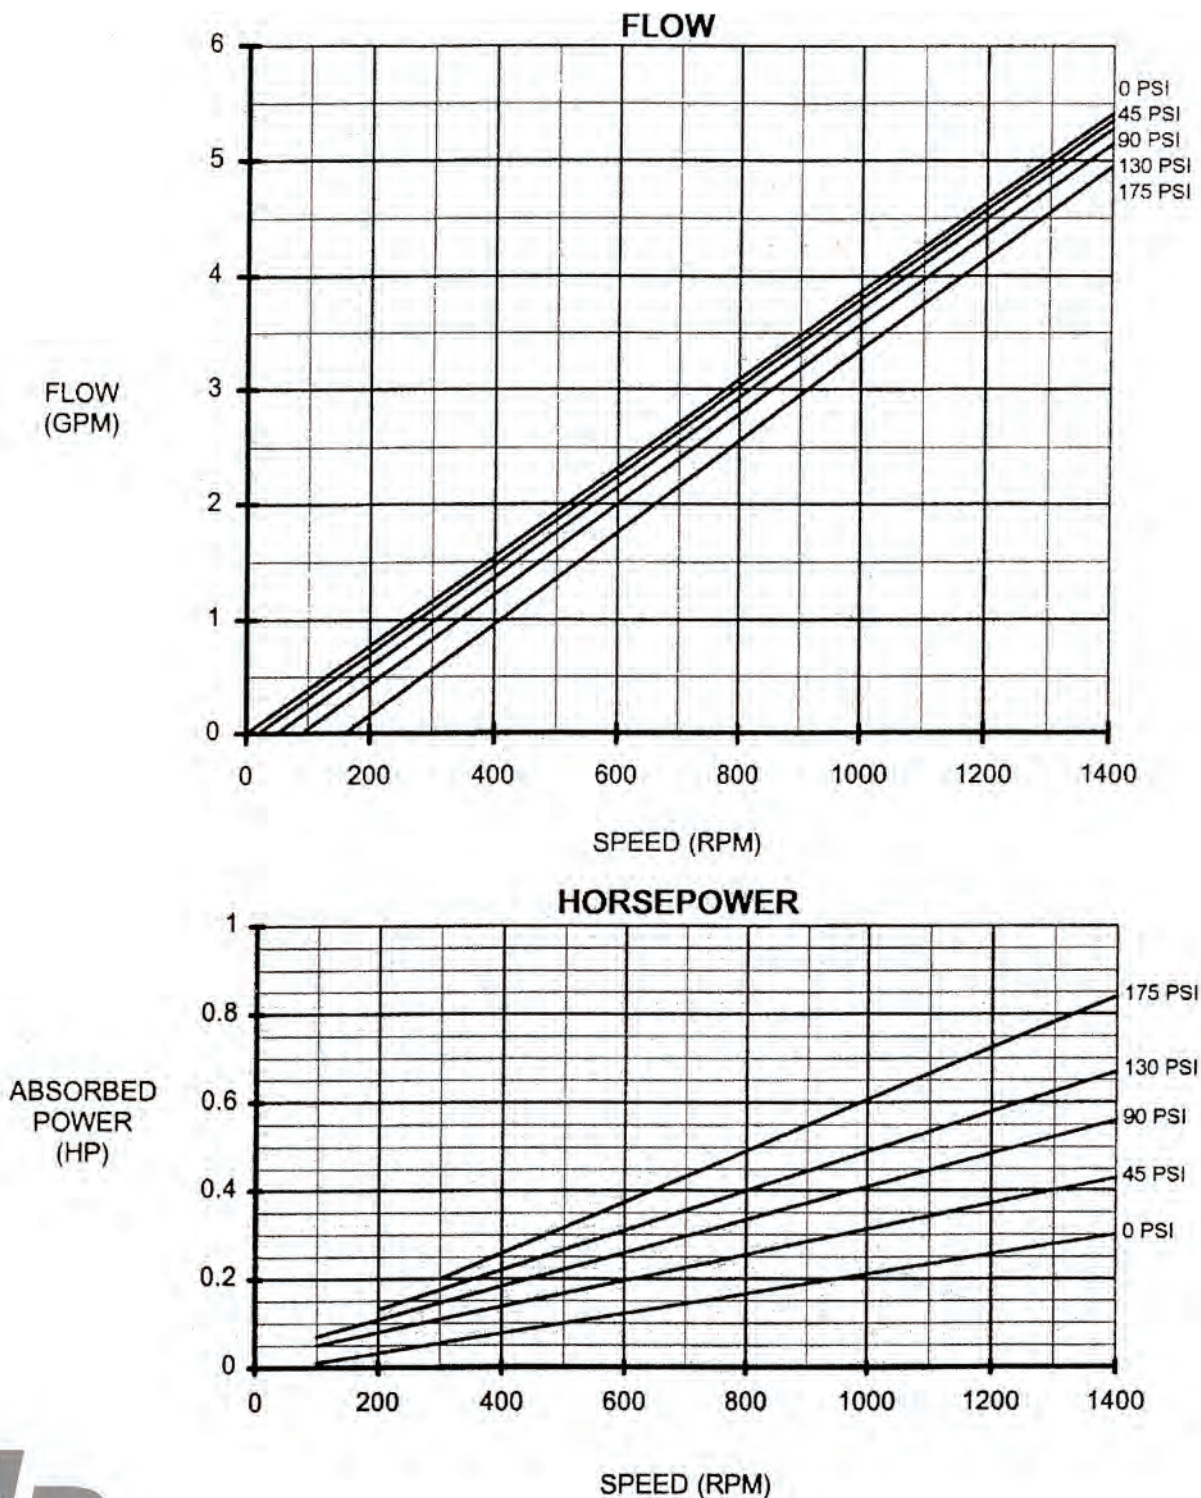 FLOW
6
5
4
3
2
1
0
FLOW
(GPM)
0 PSI
45 PSI
90 PSI
130 PSI
175 PSI
0 200 400 600 800 1000 1200 1400
SPEED (RPM)
HORSEPOWER
1
0.8
0.6
0.4
0.2
0
ABSORBED
POWER
(HP)
175 PSI
130 PSI
90 PSI
45 PSI
0 PSI
0 200 400 600 800 1000 1200 1400
SPEED (RPM)